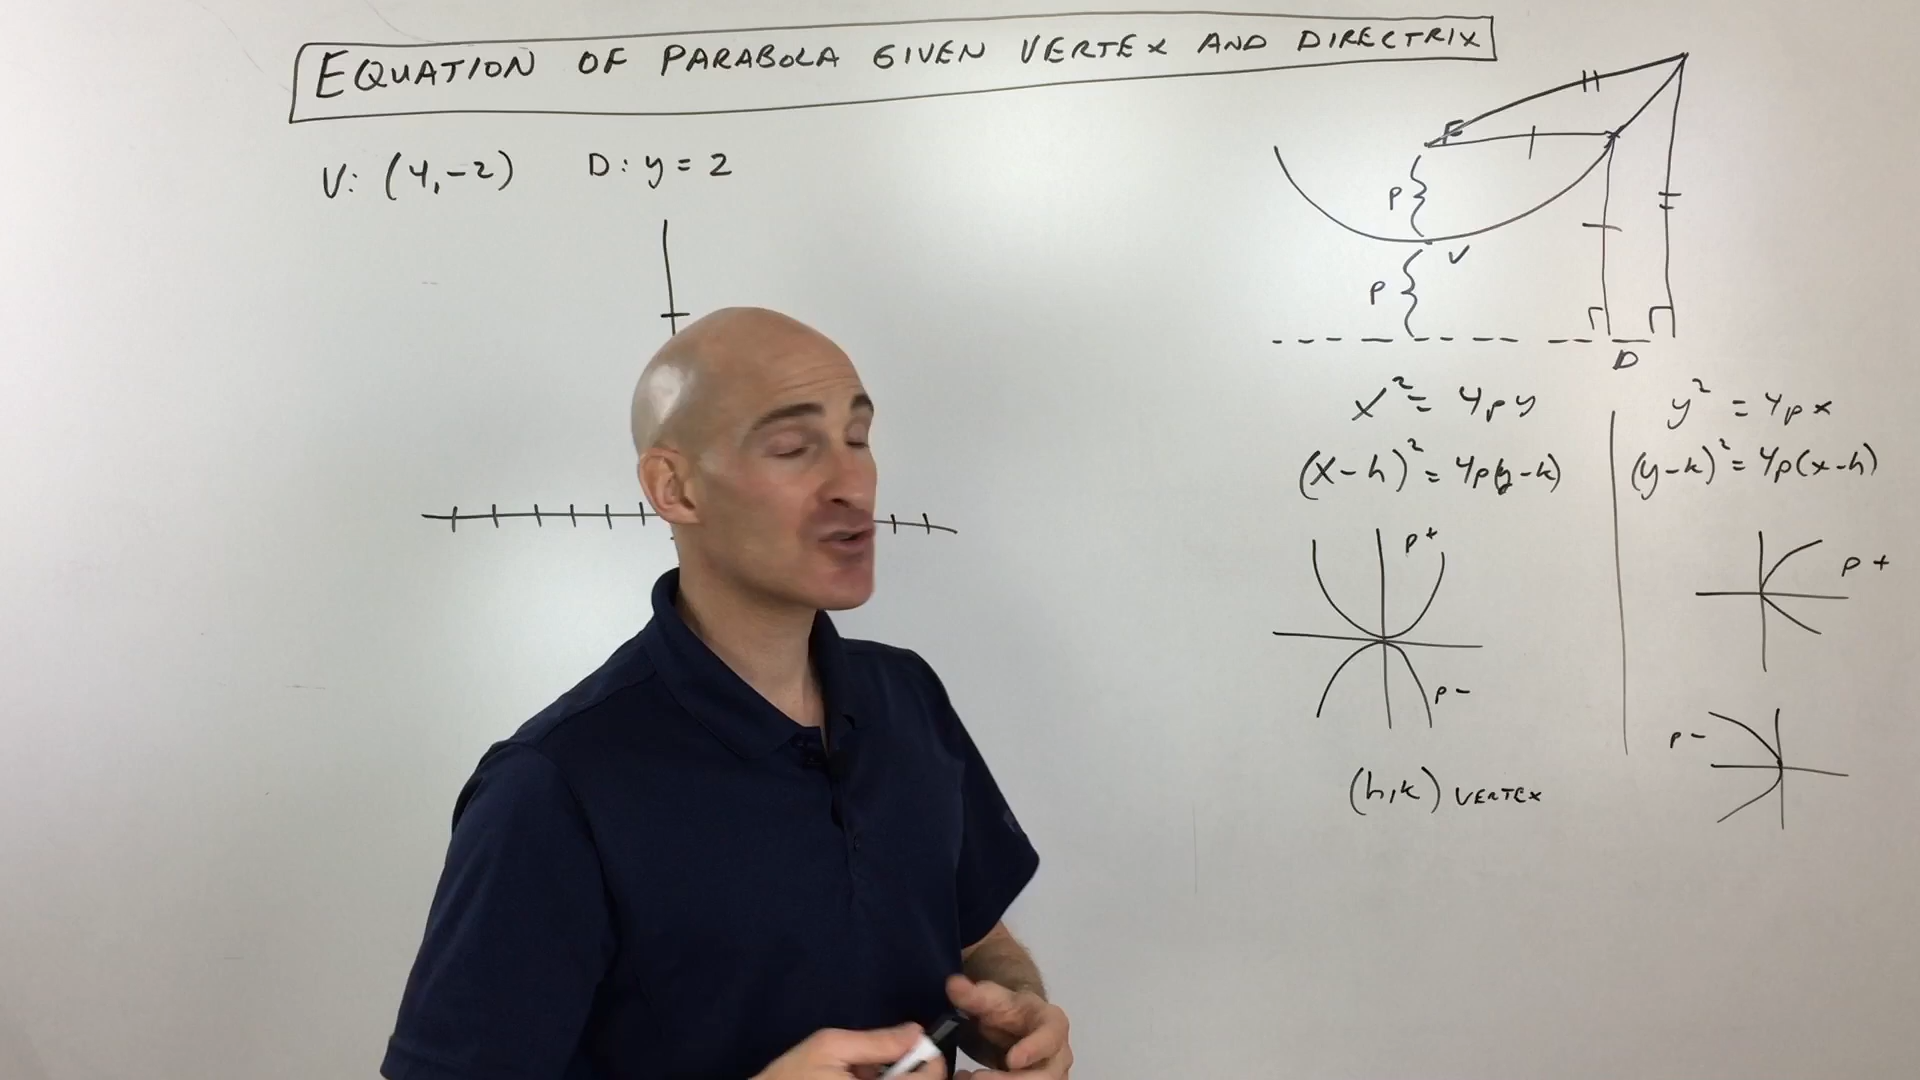 EQUATION OF PARABOLA GIVEN VERTEX AND DIRECTRIX
V: (4,-2) D: y = 2
F
P
V
P
D
x² = 4py
(x-h)² = 4p(y-k)
y² = 4px
(y-k)² = 4p(x-h)
P+
P-
P+
P-
(h,k) VERTEX